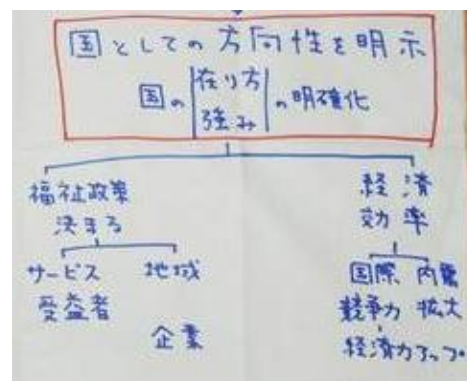 国としての方向性を明示
国の 在り方 強み の明確化
福祉政策
決まる
サービス
受益者
地域
企業
経済
効率
国際
競争力
内需
拡大
経済力アップ